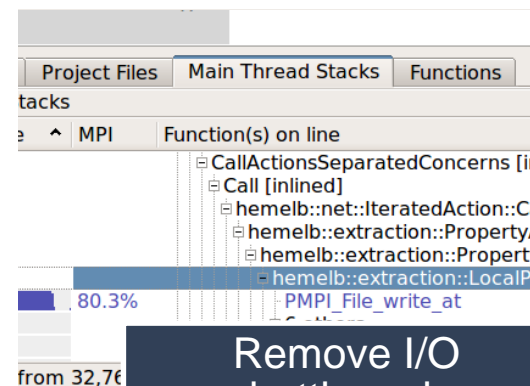 Project Files Main Thread Stacks Functions
tacks
MPI Function(s) on line
CallActionsSeparatedConcerns
Call [inlined]
hemelb::net::IteratedAction::C
hemelb::extraction::Property
hemelb::extraction::Propert
hemelb::extraction::LocalP
80.3% PMPI_File_write_at
Remove I/O
from 32,76